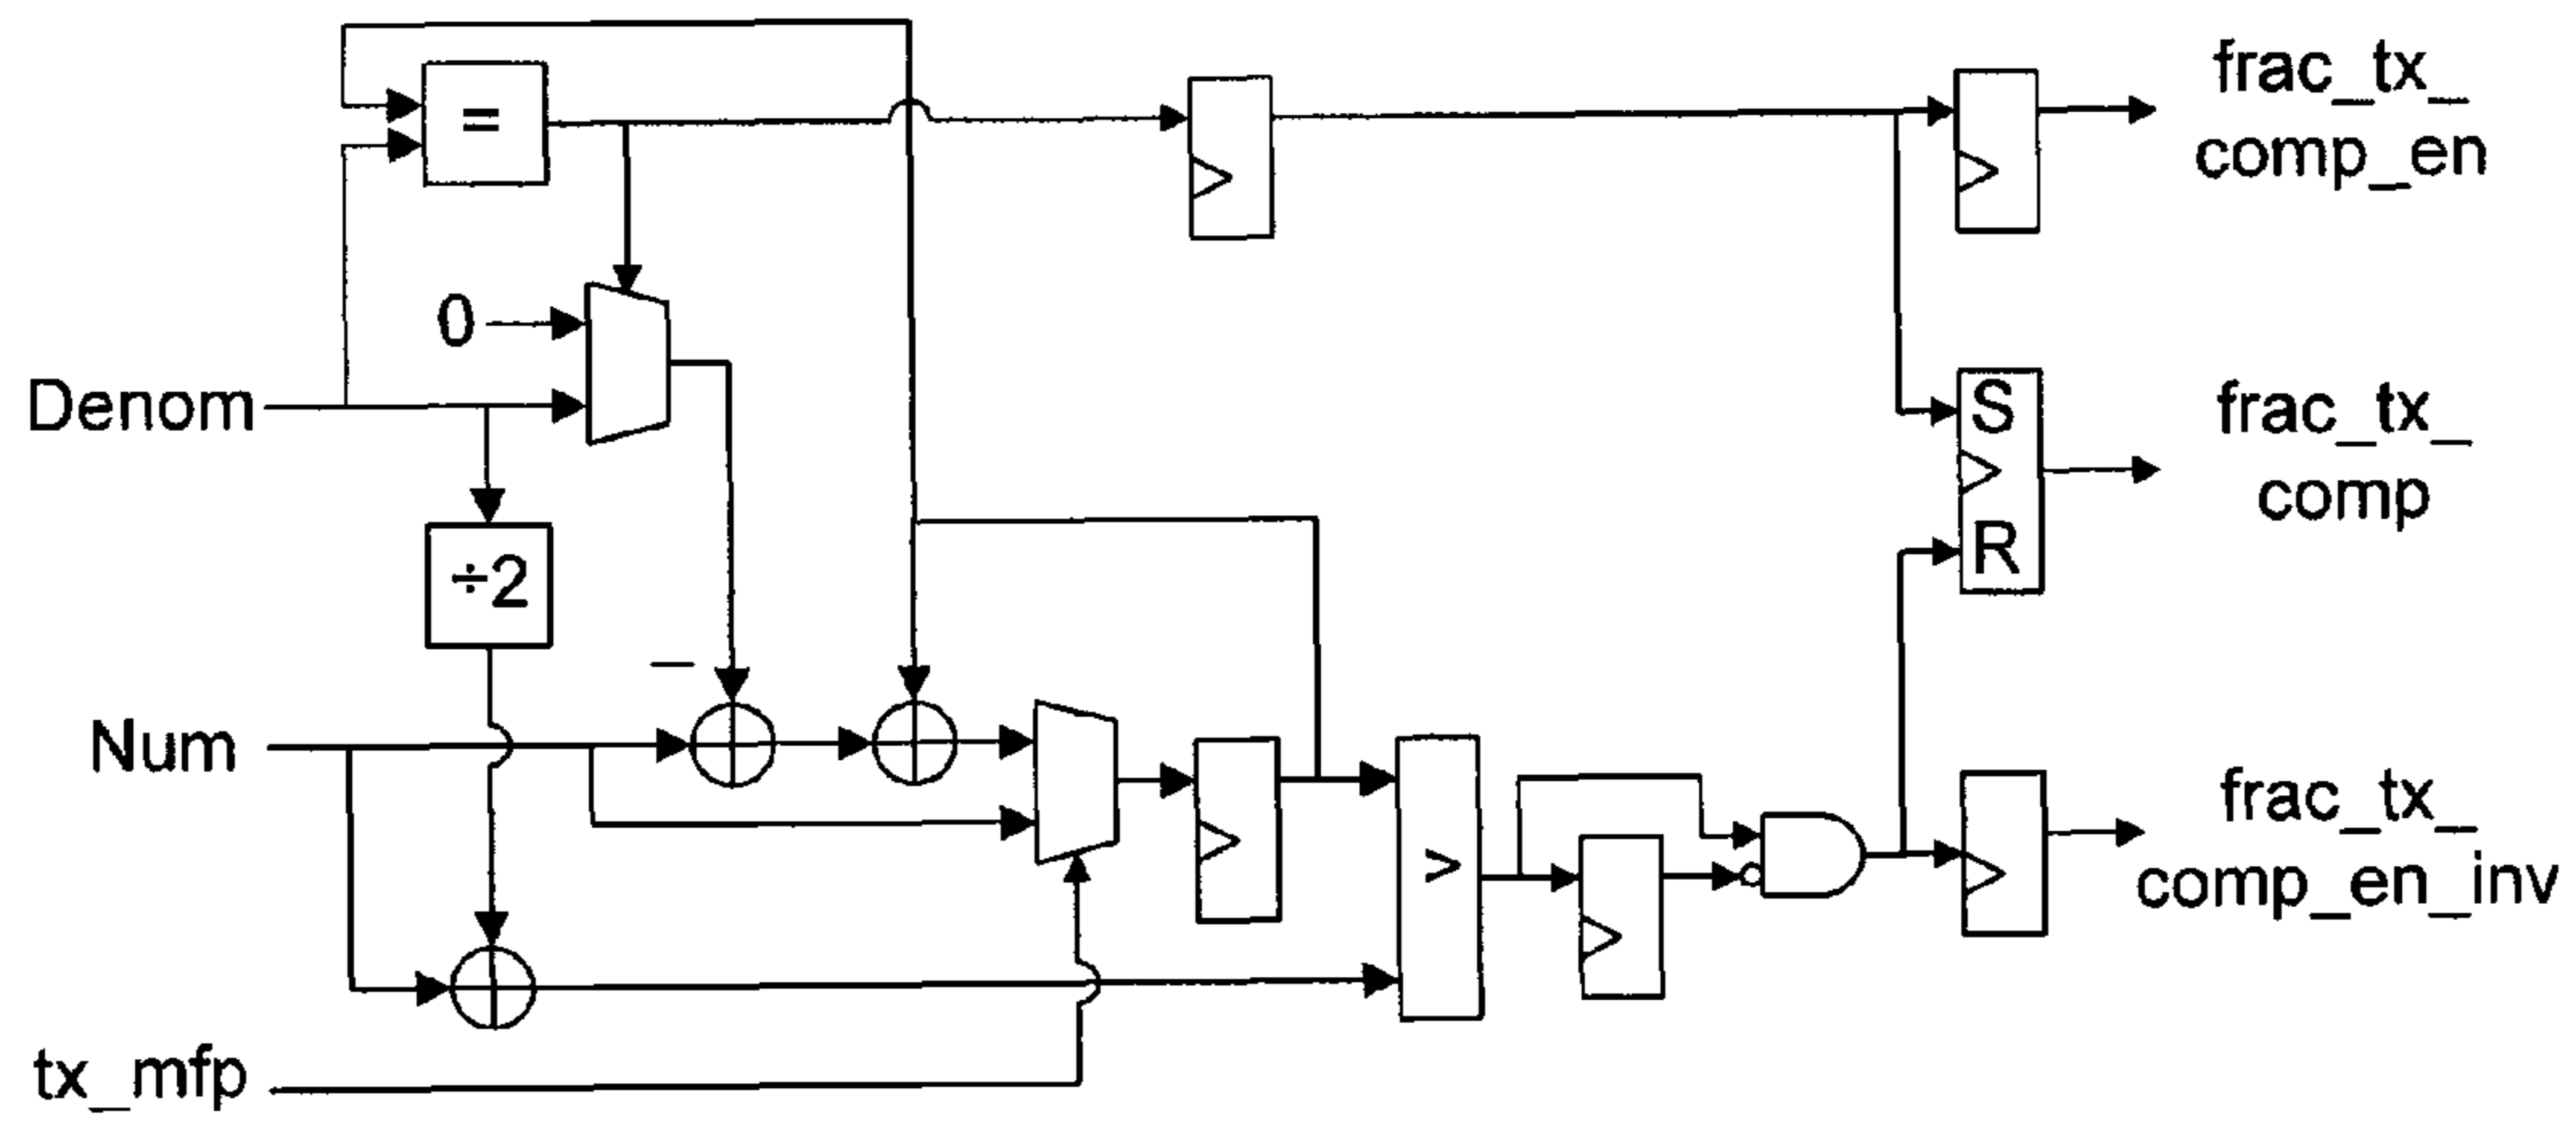 frac_tx_
comp_en
=
0
Denom
S
frac_tx_
comp
R
÷2
−
Num
>
frac_tx_
comp_en_inv
tx_mfp